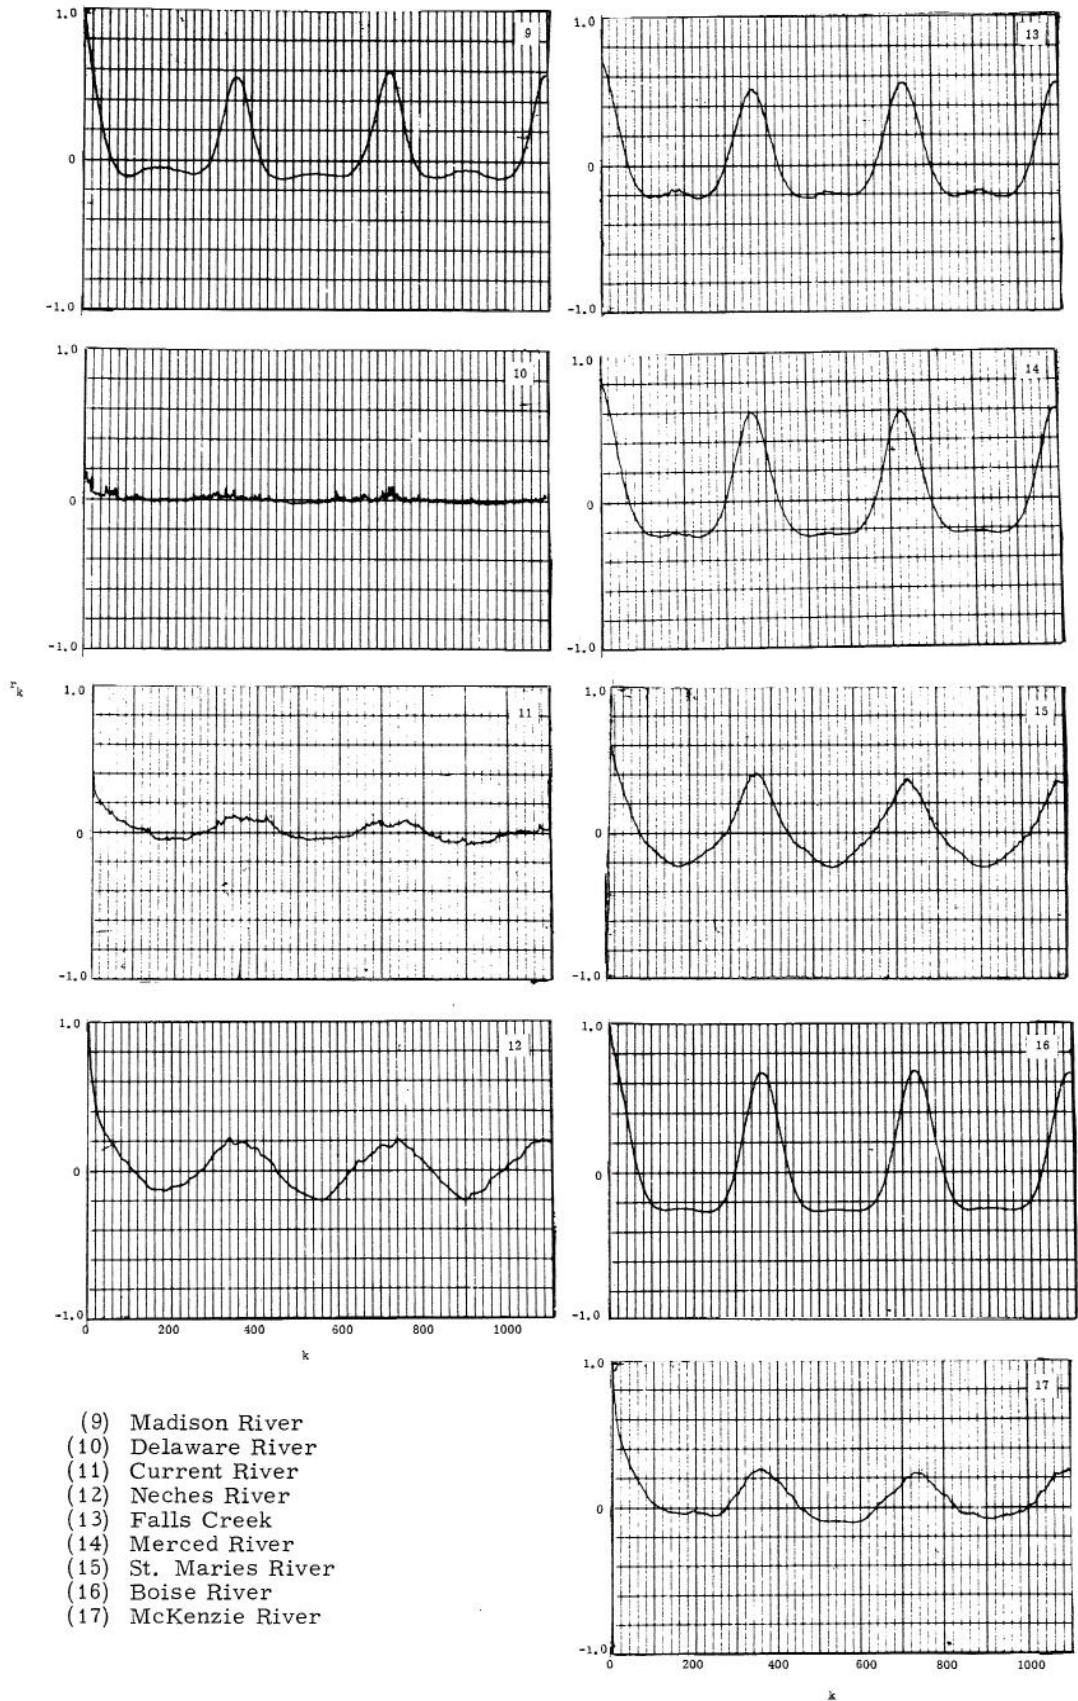 1.0
9
0
-1.0
1.0
13
0
-1.0
1.0
10
0
-1.0
1.0
14
0
-1.0
r_k
1.0
11
0
-1.0
1.0
15
0
-1.0
1.0
12
0
-1.0
0 200 400 600 800 1000
k
1.0
16
0
-1.0
1.0
17
0
-1.0
0 200 400 600 800 1000
k
(9) Madison River
(10) Delaware River
(11) Current River
(12) Neches River
(13) Falls Creek
(14) Merced River
(15) St. Maries River
(16) Boise River
(17) McKenzie River